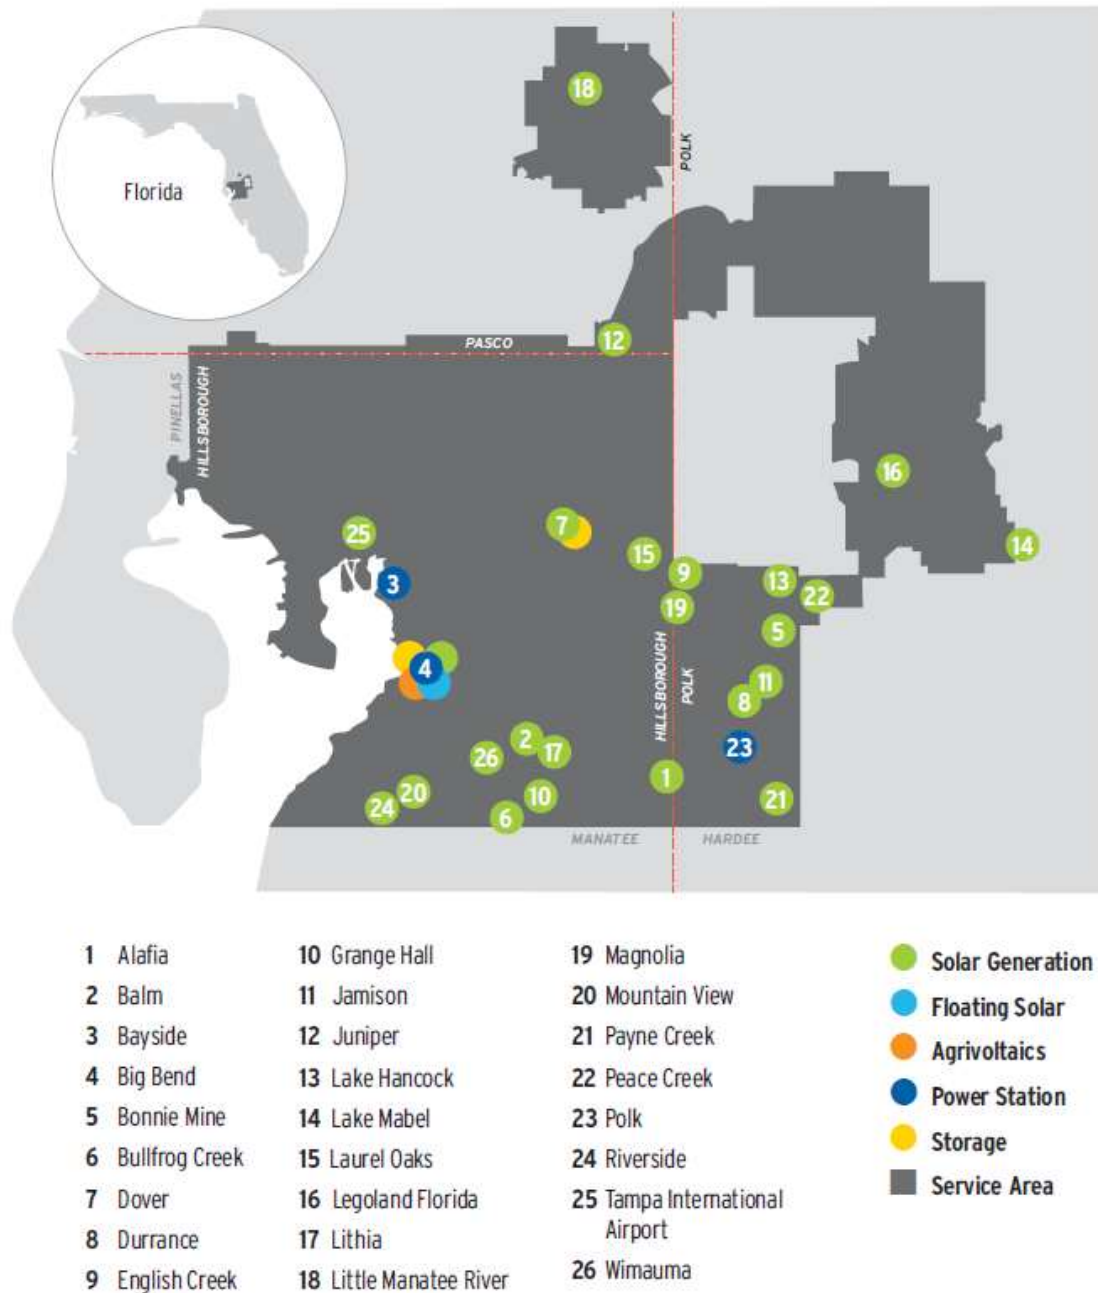 Florida
18
POLK
12
PASCO
PINELLAS
HILLSBOROUGH
16
25
7
15
14
3
9
13
22
19
5
4
HILLSBOROUGH
POLK
11
8
2
17
23
26
1
20
10
21
24
6
MANATEE
HARDEE
1 Alafia
2 Balm
3 Bayside
4 Big Bend
5 Bonnie Mine
6 Bullfrog Creek
7 Dover
8 Durrance
9 English Creek
10 Grange Hall
11 Jamison
12 Juniper
13 Lake Hancock
14 Lake Mabel
15 Laurel Oaks
16 Legoland Florida
17 Lithia
18 Little Manatee River
19 Magnolia
20 Mountain View
21 Payne Creek
22 Peace Creek
23 Polk
24 Riverside
25 Tampa International
Airport
26 Wimauma
Solar Generation
Floating Solar
Agrivoltaics
Power Station
Storage
Service Area